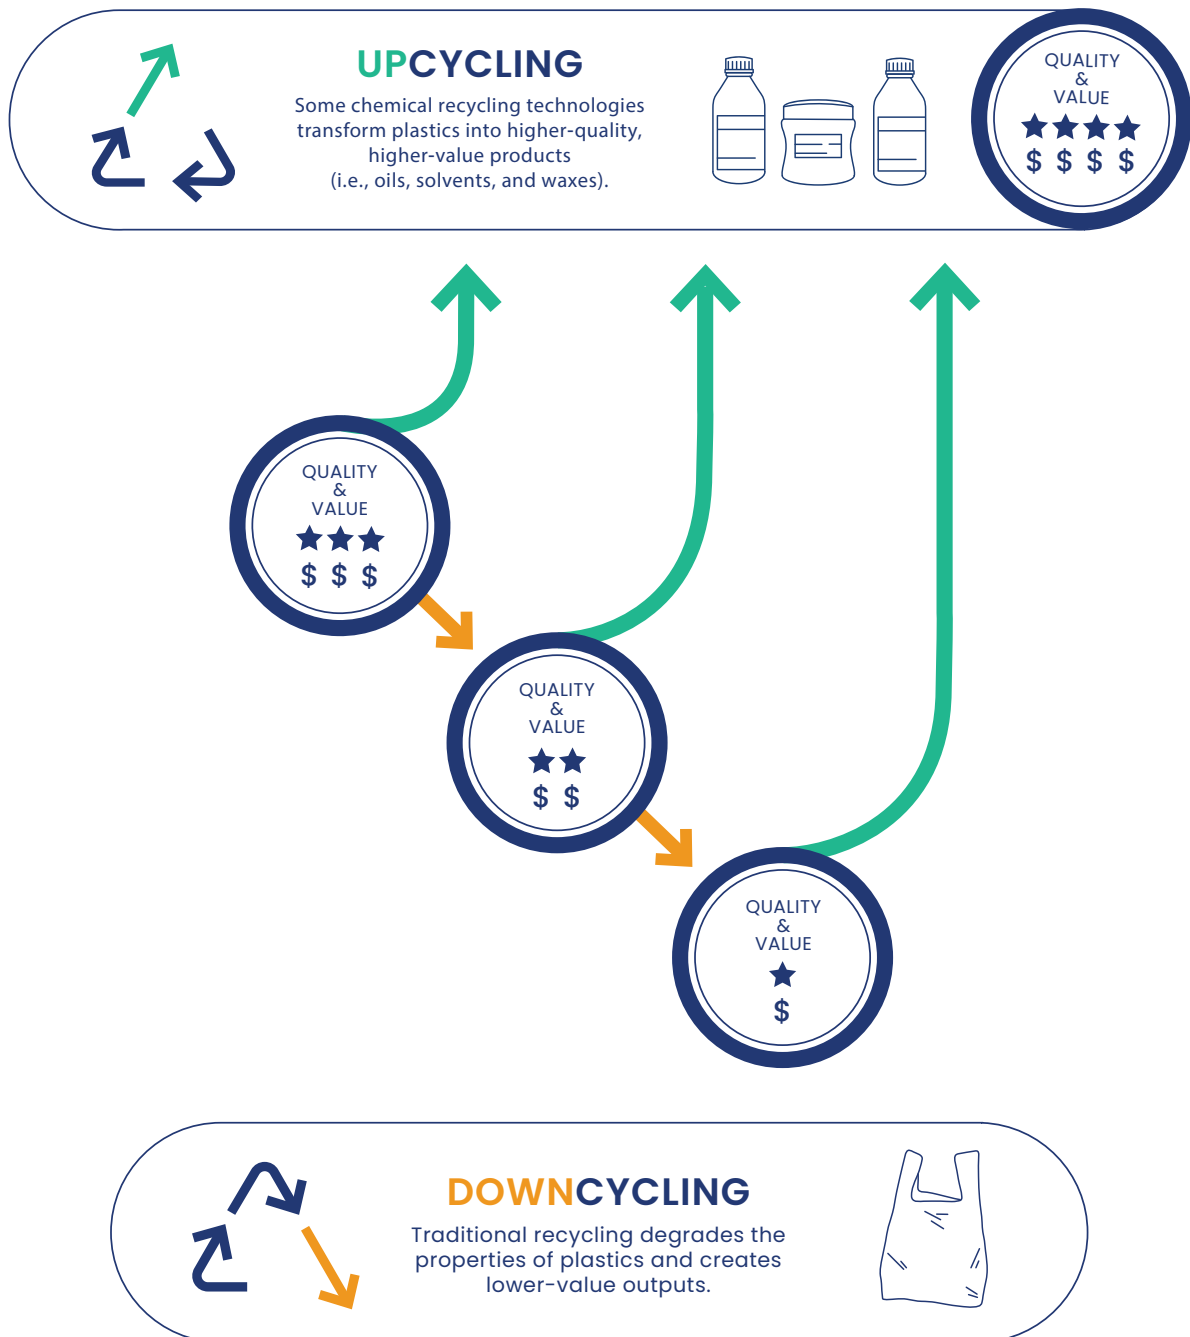 UPCYCLING
Some chemical recycling technologies
transform plastics into higher-quality,
higher-value products
(i.e., oils, solvents, and waxes).
QUALITY
&
VALUE
$ $ $ $
QUALITY
&
VALUE
$ $ $
QUALITY
&
VALUE
$ $
QUALITY
&
VALUE
$
DOWNCYCLING
Traditional recycling degrades the
properties of plastics and creates
lower-value outputs.